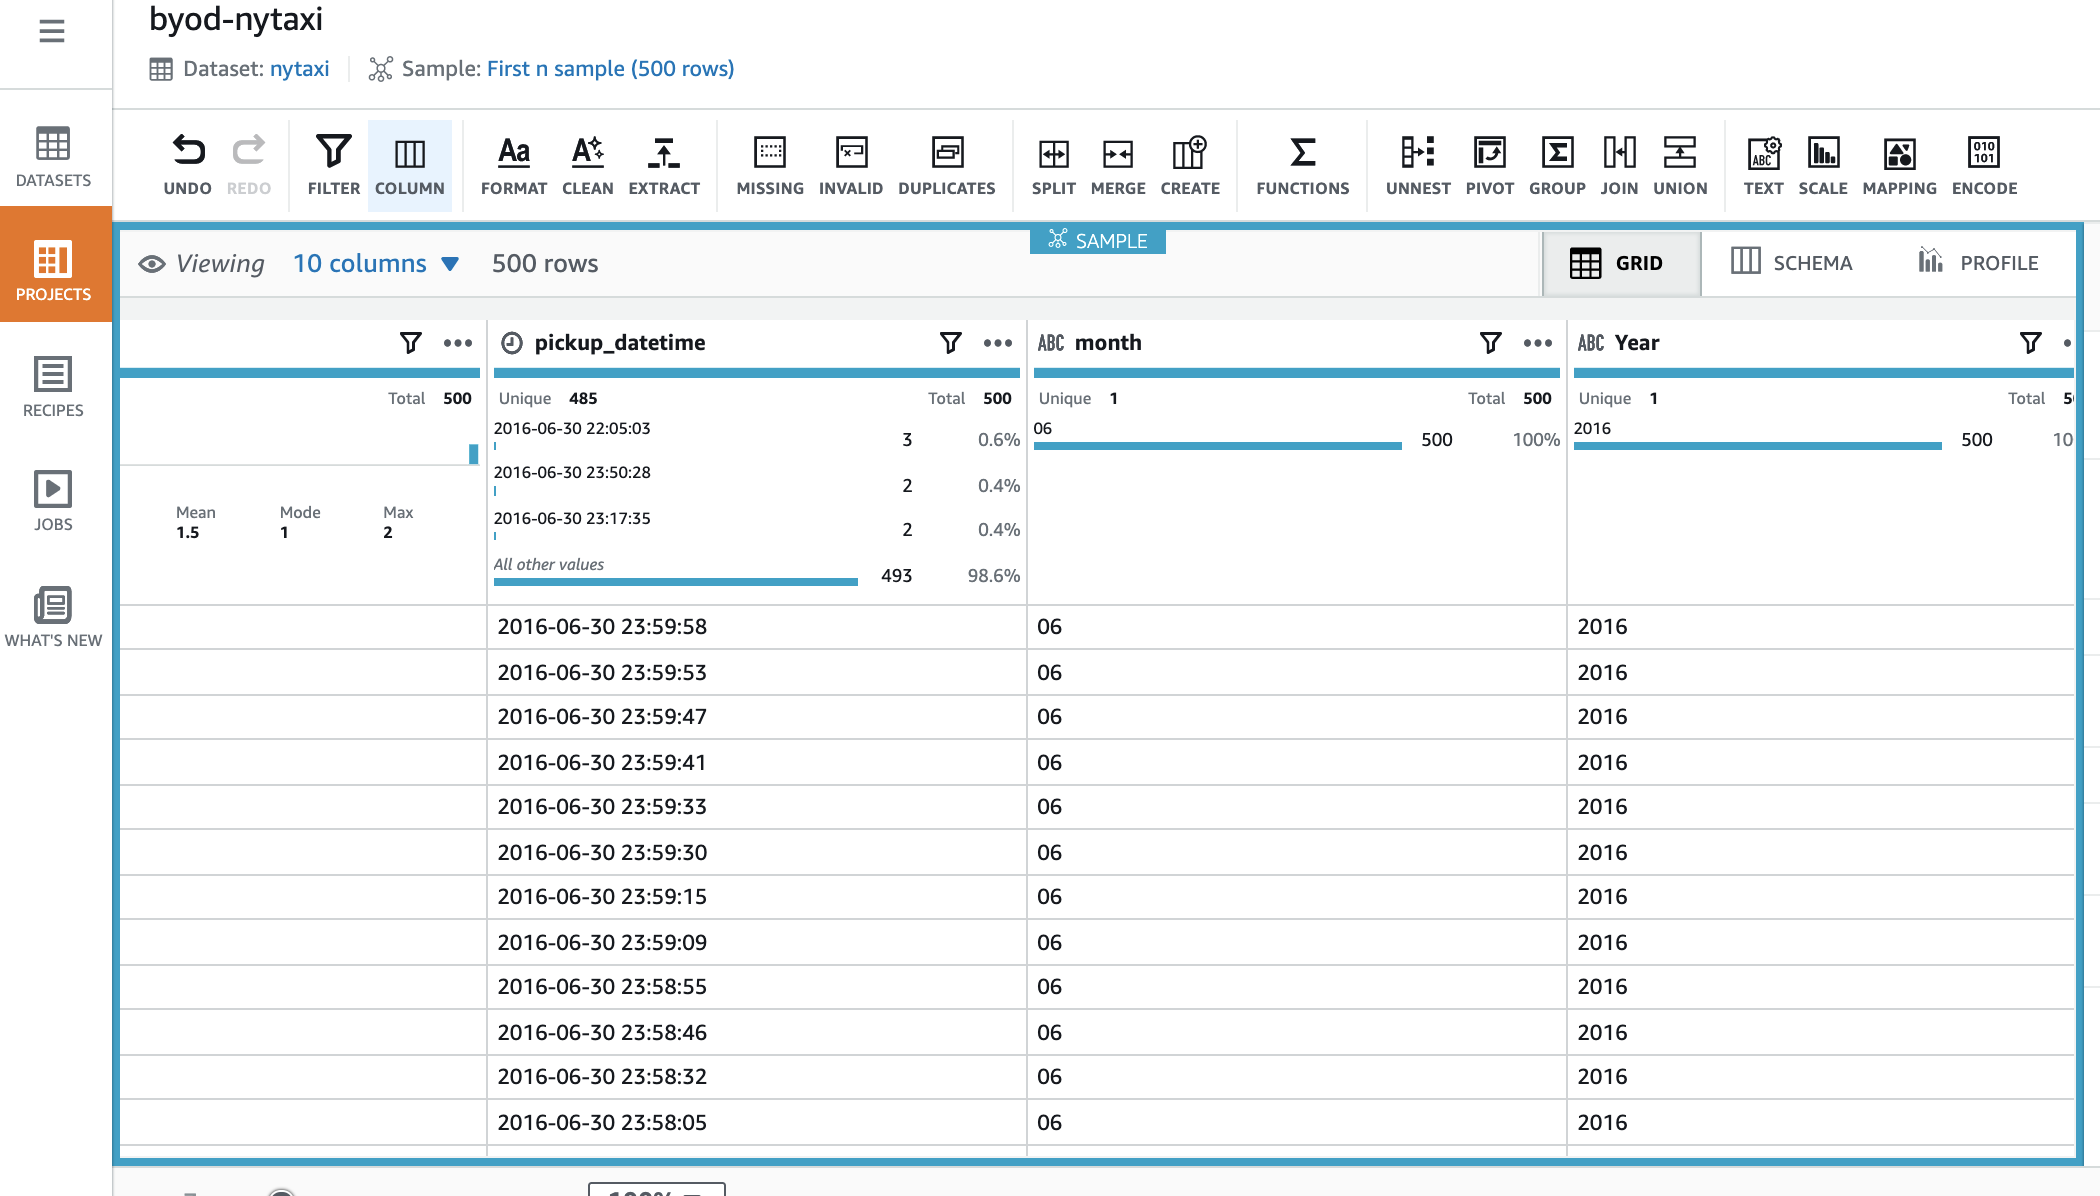 byod-nytaxi
Dataset: nytaxi Sample: First n sample (500 rows)
DATASETS
PROJECTS
RECIPES
JOBS
WHAT'S NEW
UNDO REDO FILTER COLUMN FORMAT CLEAN EXTRACT MISSING INVALID DUPLICATES SPLIT MERGE CREATE FUNCTIONS UNNEST PIVOT GROUP JOIN UNION TEXT SCALE MAPPING ENCODE
SAMPLE
Viewing 10 columns 500 rows GRID SCHEMA PROFILE
pickup_datetime ABC month ABC Year
Total 500 Unique 485 Total 500 Unique 1 Total 500 Unique 1 Total
2016-06-30 22:05:03 3 0.6% 06 500 100% 2016 500
2016-06-30 23:50:28 2 0.4%
Mean Mode Max
1.5 1 2
2016-06-30 23:17:35 2 0.4%
All other values 493 98.6%
2016-06-30 23:59:58 06 2016
2016-06-30 23:59:53 06 2016
2016-06-30 23:59:47 06 2016
2016-06-30 23:59:41 06 2016
2016-06-30 23:59:33 06 2016
2016-06-30 23:59:30 06 2016
2016-06-30 23:59:15 06 2016
2016-06-30 23:59:09 06 2016
2016-06-30 23:58:55 06 2016
2016-06-30 23:58:46 06 2016
2016-06-30 23:58:32 06 2016
2016-06-30 23:58:05 06 2016